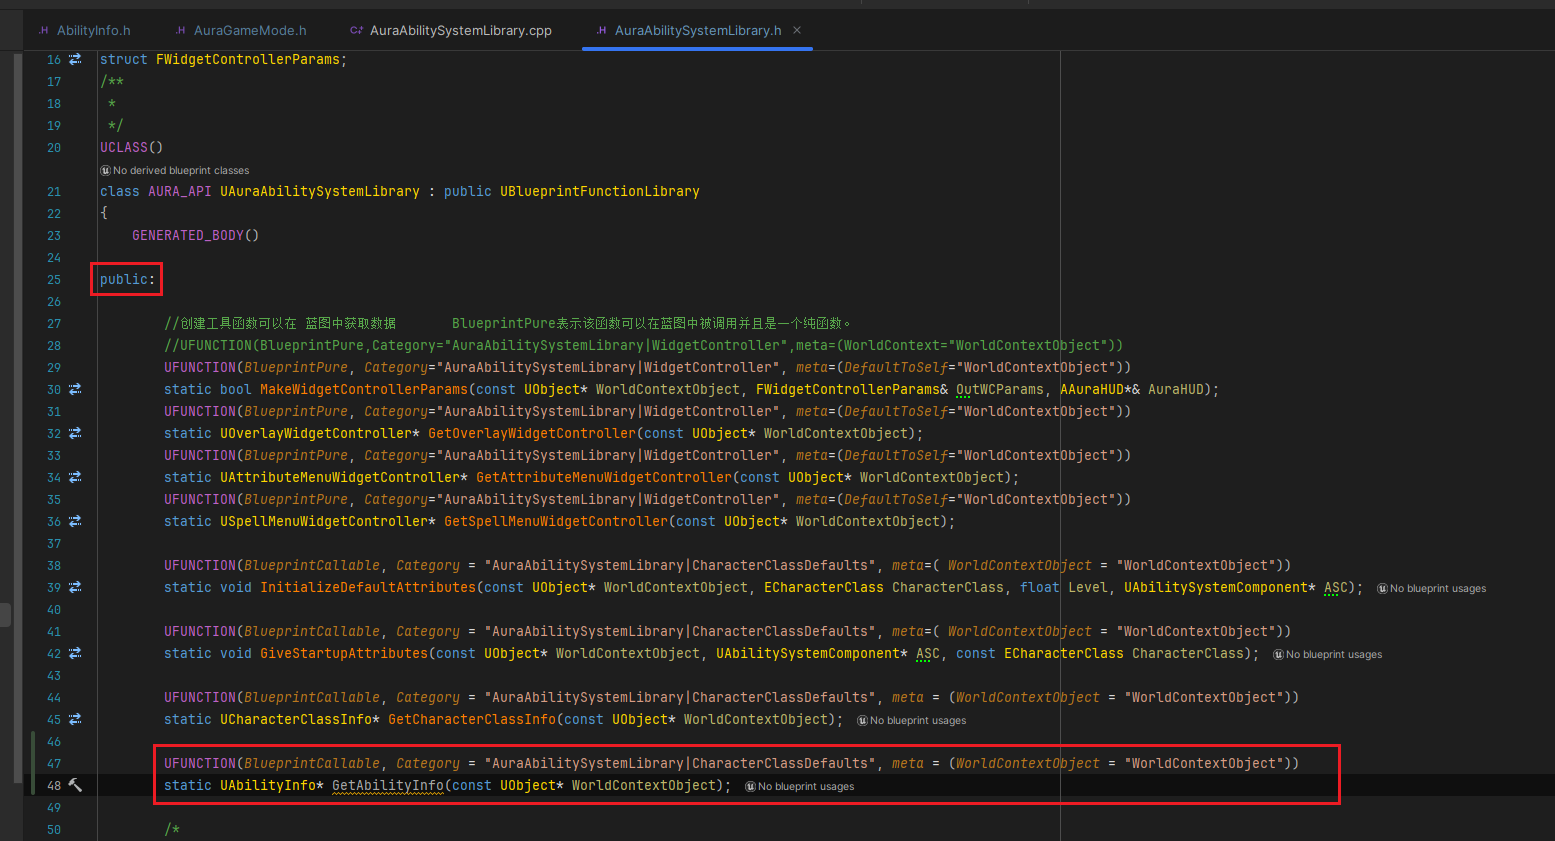 AbilityInfo.h AuraGameMode.h AuraAbilitySystemLibrary.cpp AuraAbilitySystemLibrary.h
16 struct FWidgetControllerParams;
17 /**
18 *
19 */
20 UCLASS()
No derived blueprint classes
21 class AURA_API UAuraAbilitySystemLibrary : public UBlueprintFunctionLibrary
22 {
23 GENERATED_BODY()
24
25 public:
26
27 //创建工具函数可以在 蓝图中获取数据 BlueprintPure表示该函数可以在蓝图中被调用并且是一个纯函数。
28 //UFUNCTION(BlueprintPure,Category="AuraAbilitySystemLibrary|WidgetController",meta=(WorldContext="WorldContextObject"))
29 UFUNCTION(BlueprintPure, Category="AuraAbilitySystemLibrary|WidgetController", meta=(DefaultToSelf="WorldContextObject"))
30 static bool MakeWidgetControllerParams(const UObject* WorldContextObject, FWidgetControllerParams& OutWCParams, AAuraHUD*& AuraHUD);
31 UFUNCTION(BlueprintPure, Category="AuraAbilitySystemLibrary|WidgetController", meta=(DefaultToSelf="WorldContextObject"))
32 static UOverlayWidgetController* GetOverlayWidgetController(const UObject* WorldContextObject);
33 UFUNCTION(BlueprintPure, Category="AuraAbilitySystemLibrary|WidgetController", meta=(DefaultToSelf="WorldContextObject"))
34 static UAttributeMenuWidgetController* GetAttributeMenuWidgetController(const UObject* WorldContextObject);
35 UFUNCTION(BlueprintPure, Category="AuraAbilitySystemLibrary|WidgetController", meta=(DefaultToSelf="WorldContextObject"))
36 static USpellMenuWidgetController* GetSpellMenuWidgetController(const UObject* WorldContextObject);
37
38 UFUNCTION(BlueprintCallable, Category = "AuraAbilitySystemLibrary|CharacterClassDefaults", meta=( WorldContextObject = "WorldContextObject"))
39 static void InitializeDefaultAttributes(const UObject* WorldContextObject, ECharacterClass CharacterClass, float Level, UAbilitySystemComponent* ASC); No blueprint usages
40
41 UFUNCTION(BlueprintCallable, Category = "AuraAbilitySystemLibrary|CharacterClassDefaults", meta=( WorldContextObject = "WorldContextObject"))
42 static void GiveStartupAttributes(const UObject* WorldContextObject, UAbilitySystemComponent* ASC, const ECharacterClass CharacterClass); No blueprint usages
43
44 UFUNCTION(BlueprintCallable, Category = "AuraAbilitySystemLibrary|CharacterClassDefaults", meta = (WorldContextObject = "WorldContextObject"))
45 static UCharacterClassInfo* GetCharacterClassInfo(const UObject* WorldContextObject); No blueprint usages
46
47 UFUNCTION(BlueprintCallable, Category = "AuraAbilitySystemLibrary|CharacterClassDefaults", meta = (WorldContextObject = "WorldContextObject"))
48 static UAbilityInfo* GetAbilityInfo(const UObject* WorldContextObject); No blueprint usages
49
50 /*